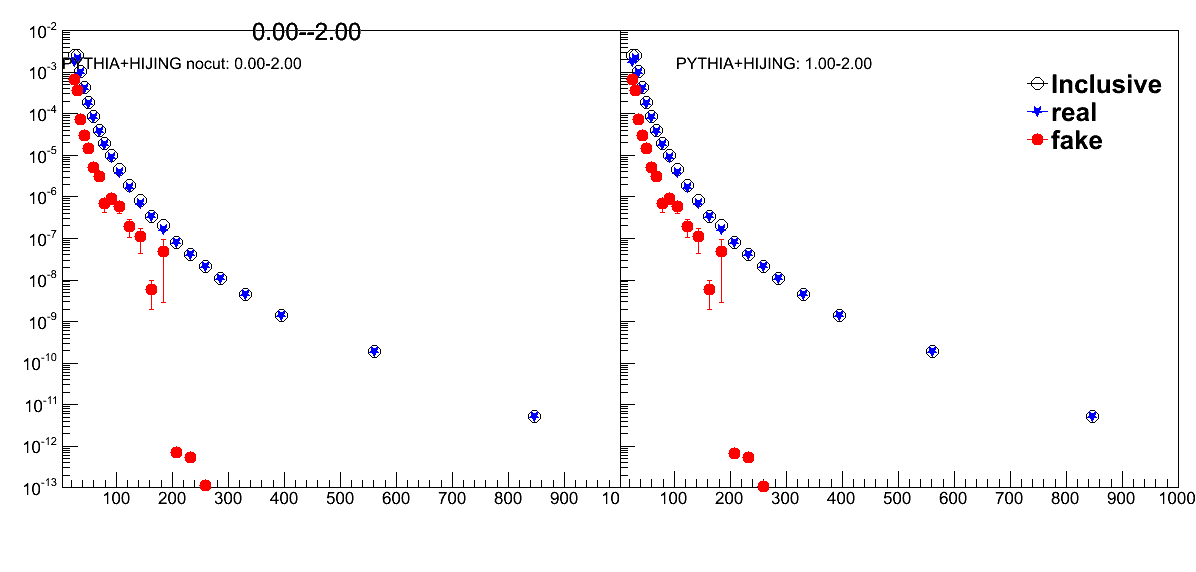 0.00--2.00
PYTHIA+HIJING nocut: 0.00-2.00
PYTHIA+HIJING: 1.00-2.00
Inclusive
real
fake
10^-2
10^-3
10^-4
10^-5
10^-6
10^-7
10^-8
10^-9
10^-10
10^-11
10^-12
10^-13
100 200 300 400 500 600 700 800 900 10
100 200 300 400 500 600 700 800 900 1000